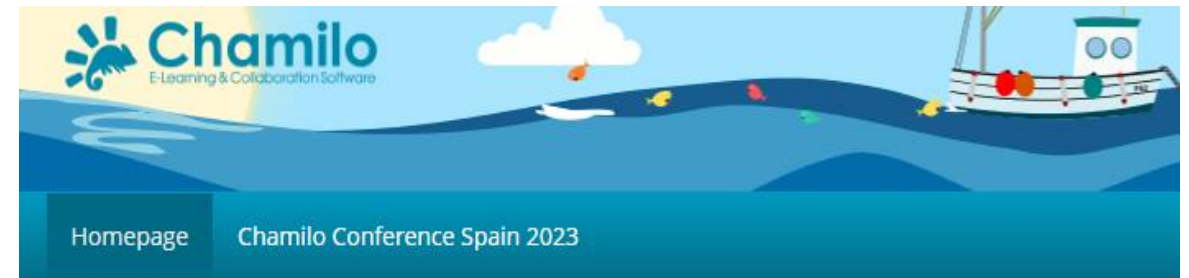 Chamilo
E-Learning & Collaboration Software
Homepage
Chamilo Conference Spain 2023